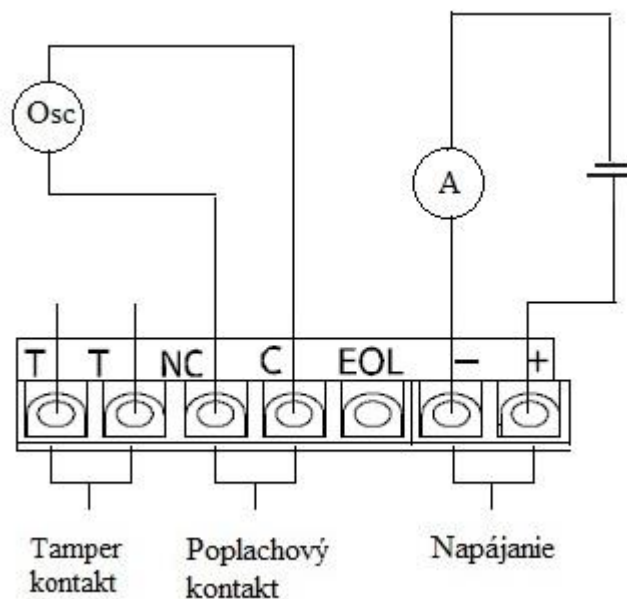 Osc
A
T T NC C EOL - +
Tamper
kontakt
Poplachový
kontakt
Napájanie